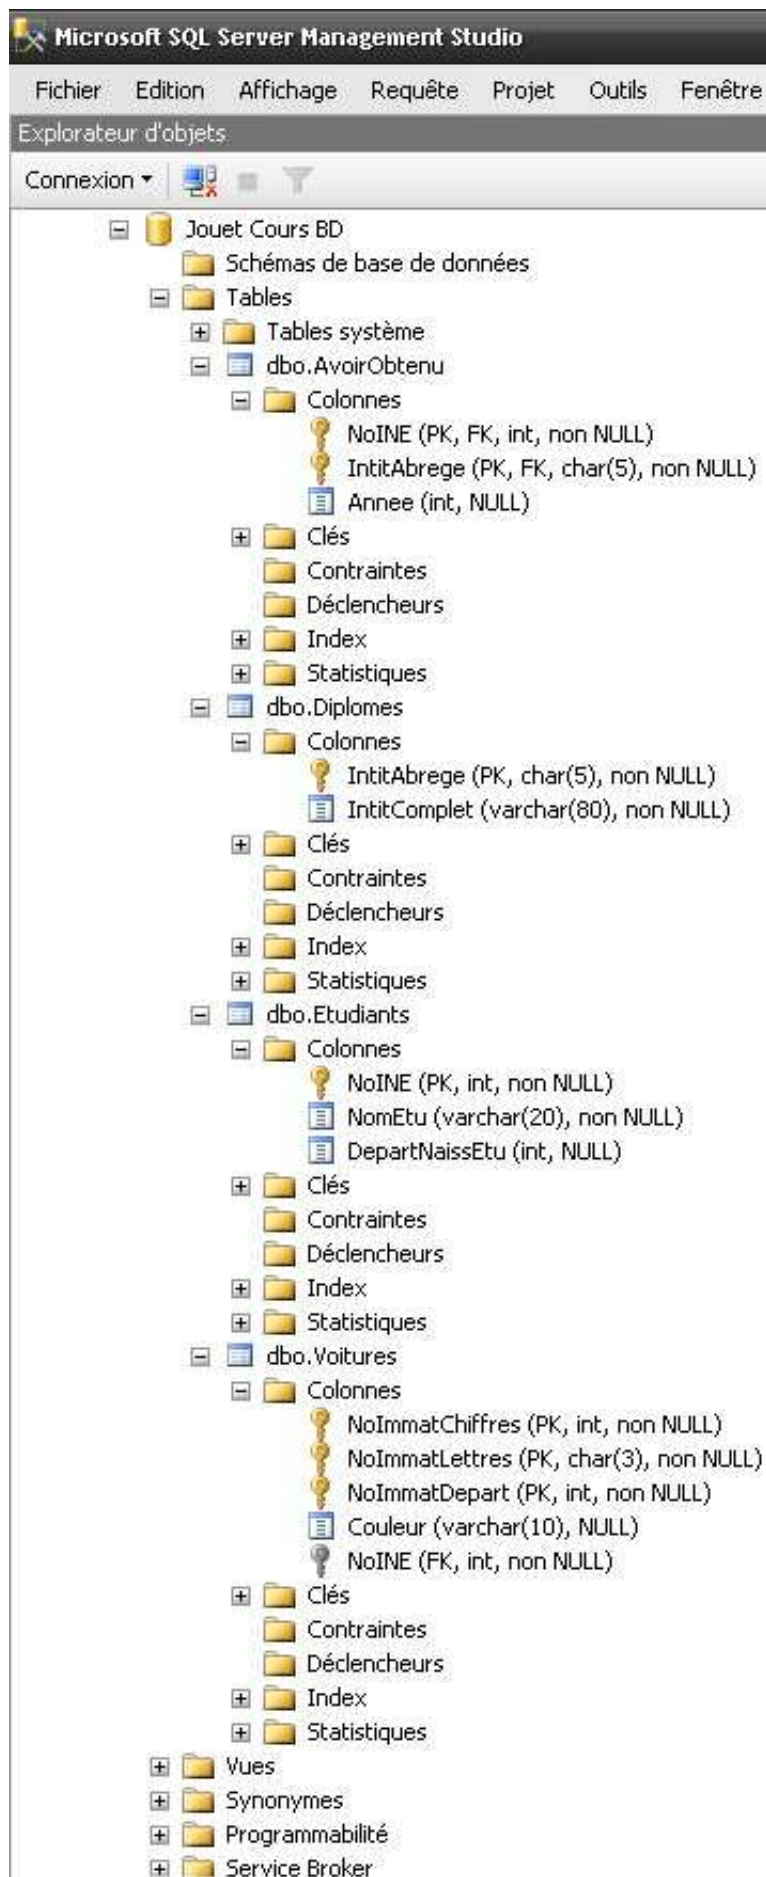 Microsoft SQL Server Management Studio
Fichier Edition Affichage Requête Projet Outils Fenêtre
Explorateur d'objets
Connexion
Jouet Cours BD
Schémas de base de données
Tables
Tables système
dbo.AvoirObtenu
Colonnes
NoINE (PK, FK, int, non NULL)
IntitAbrege (PK, FK, char(5), non NULL)
Annee (int, NULL)
Clés
Contraintes
Déclencheurs
Index
Statistiques
dbo.Diplomes
Colonnes
IntitAbrege (PK, char(5), non NULL)
IntitComplet (varchar(80), non NULL)
Clés
Contraintes
Déclencheurs
Index
Statistiques
dbo.Etudiants
Colonnes
NoINE (PK, int, non NULL)
NomEtu (varchar(20), non NULL)
DepartNaissEtu (int, NULL)
Clés
Contraintes
Déclencheurs
Index
Statistiques
dbo.Voitures
Colonnes
NoImmatChiffres (PK, int, non NULL)
NoImmatLettres (PK, char(3), non NULL)
NoImmatDepart (PK, int, non NULL)
Couleur (varchar(10), NULL)
NoINE (FK, int, non NULL)
Clés
Contraintes
Déclencheurs
Index
Statistiques
Vues
Synonymes
Programmabilité
Service Broker